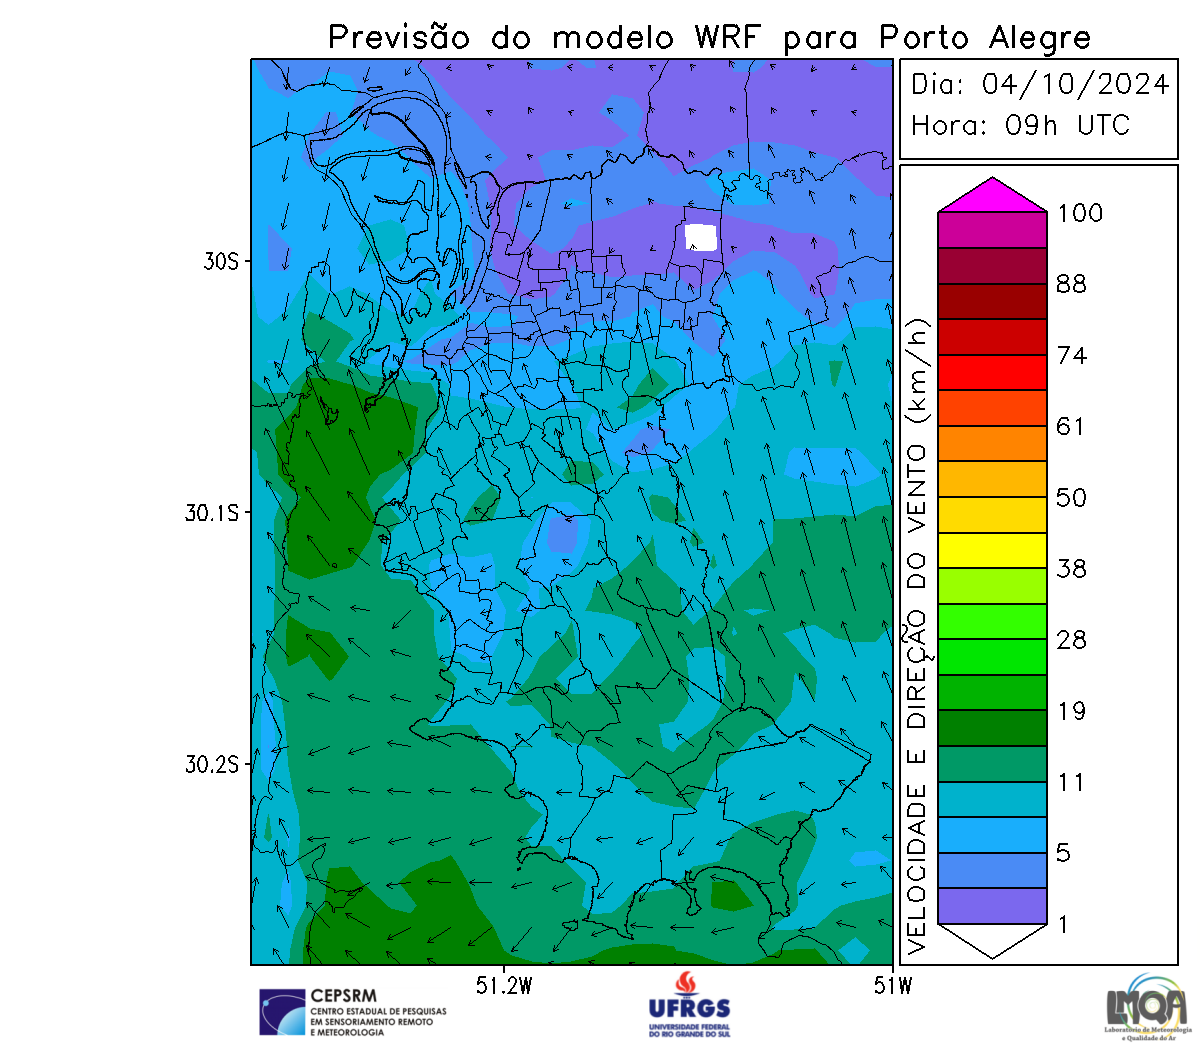 Previsão do modelo WRF para Porto Alegre
Dia: 04/10/2024
Hora: 09h UTC
30S
30.1S
30.2S
51.2W
51W
VELOCIDADE E DIREÇÃO DO VENTO (km/h)
100
88
74
61
50
38
28
19
11
5
1
CEPSRM
CENTRO ESTADUAL DE PESQUISAS
EM SENSORIAMENTO REMOTO
E METEOROLOGIA
UFRGS
UNIVERSIDADE FEDERAL
DO RIO GRANDE DO SUL
LMQA
Laboratório de Meteorologia
e Qualidade do Ar